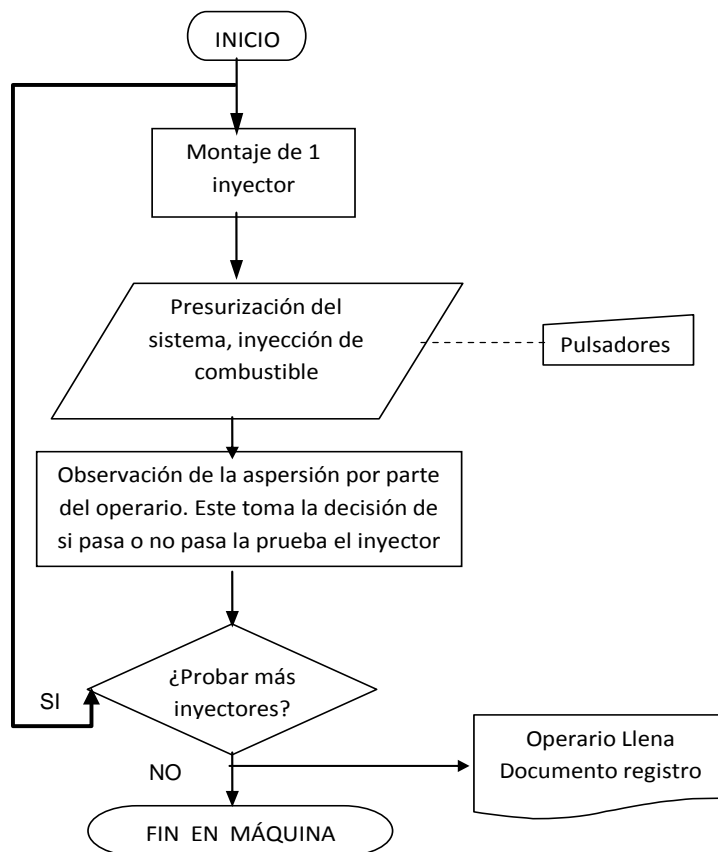 INICIO
Montaje de 1
inyector
Presurización del
sistema, inyección de
combustible
Pulsadores
Observación de la aspersión por parte
del operario. Este toma la decisión de
si pasa o no pasa la prueba el inyector
¿Probar más
inyectores?
SI
NO
Operario Llena
Documento registro
FIN EN MÁQUINA